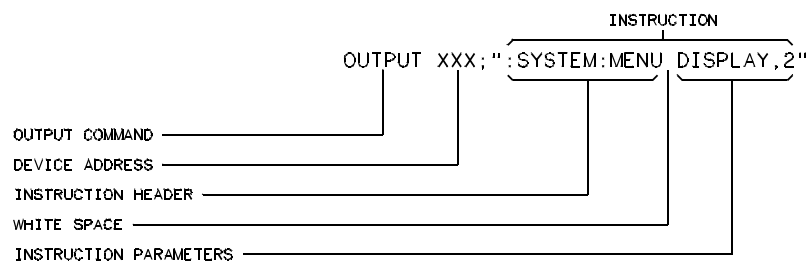 INSTRUCTION
OUTPUT XXX;":SYSTEM:MENU DISPLAY,2"
OUTPUT COMMAND
DEVICE ADDRESS
INSTRUCTION HEADER
WHITE SPACE
INSTRUCTION PARAMETERS